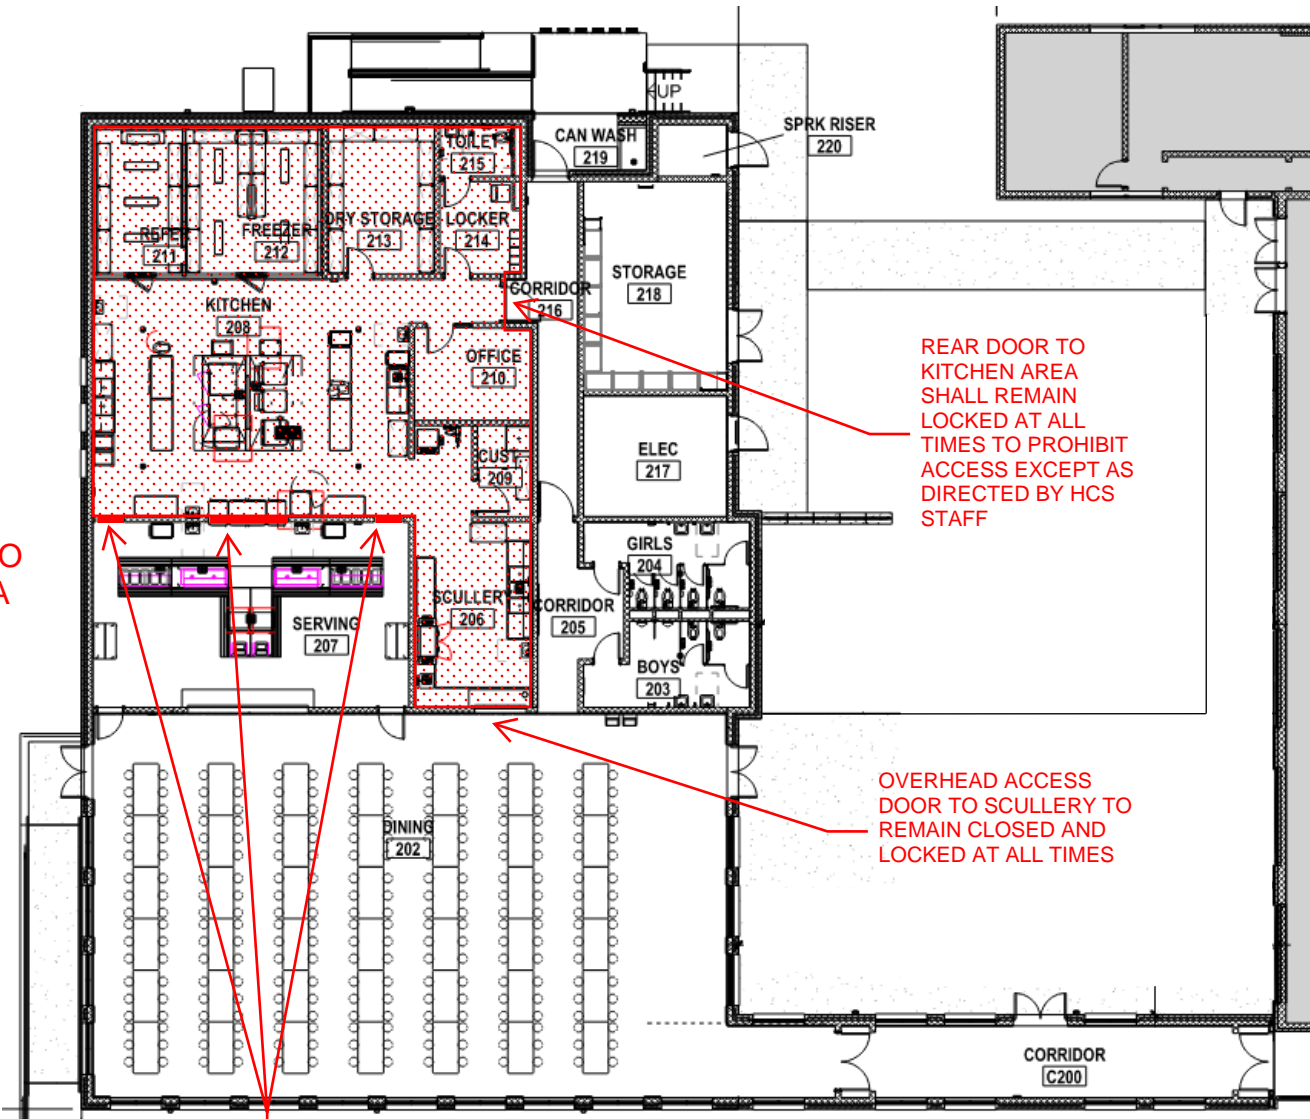 UP
CAN WASH
219
SPRK RISER
220
TOILET
215
REFER
211
FREEZER
212
DRY STORAGE
213
LOCKER
214
CORRIDOR
216
STORAGE
218
KITCHEN
208
OFFICE
210
REAR DOOR TO
KITCHEN AREA
SHALL REMAIN
LOCKED AT ALL
TIMES TO PROHIBIT
ACCESS EXCEPT AS
DIRECTED BY HCS
STAFF
CUST.
209
ELEC
217
O
A
GIRLS
204
SCULLERY
206
CORRIDOR
205
SERVING
207
BOYS
203
OVERHEAD ACCESS
DOOR TO SCULLERY TO
REMAIN CLOSED AND
LOCKED AT ALL TIMES
DINING
202
CORRIDOR
C200